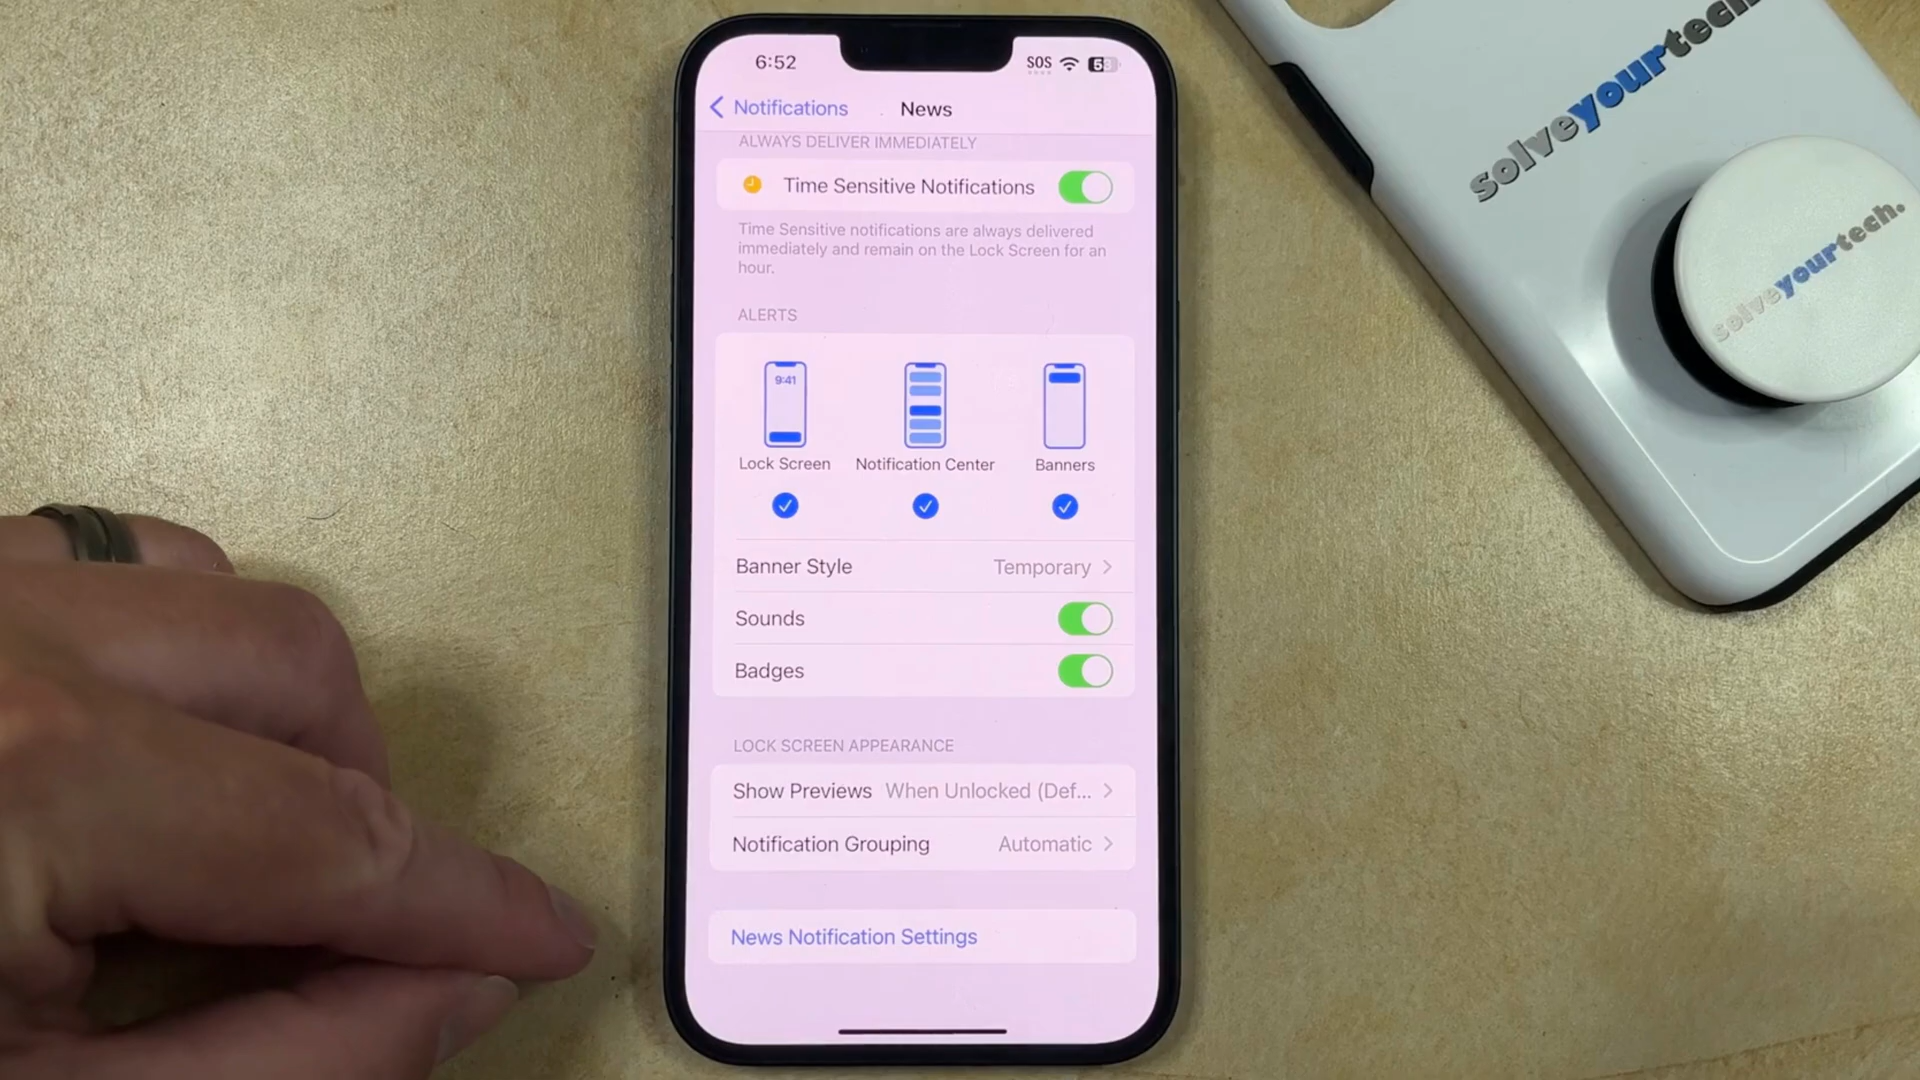 6:52
SOS
Notifications
News
ALWAYS DELIVER IMMEDIATELY
Time Sensitive Notifications
Time Sensitive notifications are always delivered
immediately and remain on the Lock Screen for an
hour.
ALERTS
9:41
Lock Screen
Notification Center
Banners
Banner Style
Temporary
Sounds
Badges
LOCK SCREEN APPEARANCE
Show Previews
When Unlocked (Def...
Notification Grouping
Automatic
News Notification Settings
solveyourtech
solveyourtech.